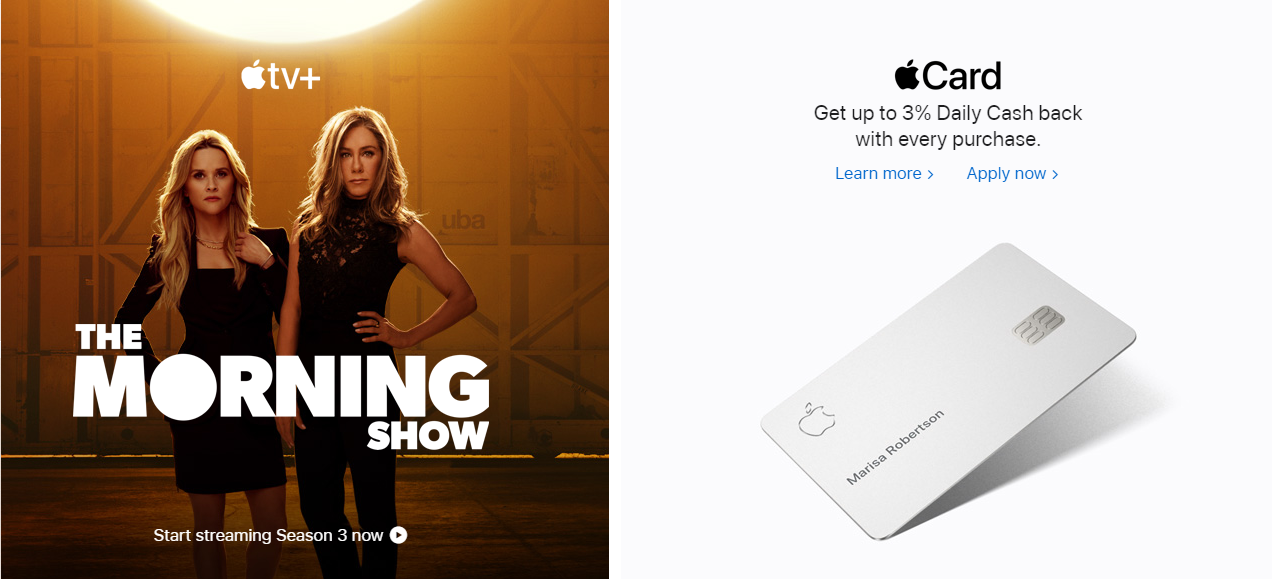 tv+
uba
THE
MORNING
SHOW
Start streaming Season 3 now
Card
Get up to 3% Daily Cash back
with every purchase.
Learn more >
Apply now >
Marisa Robertson